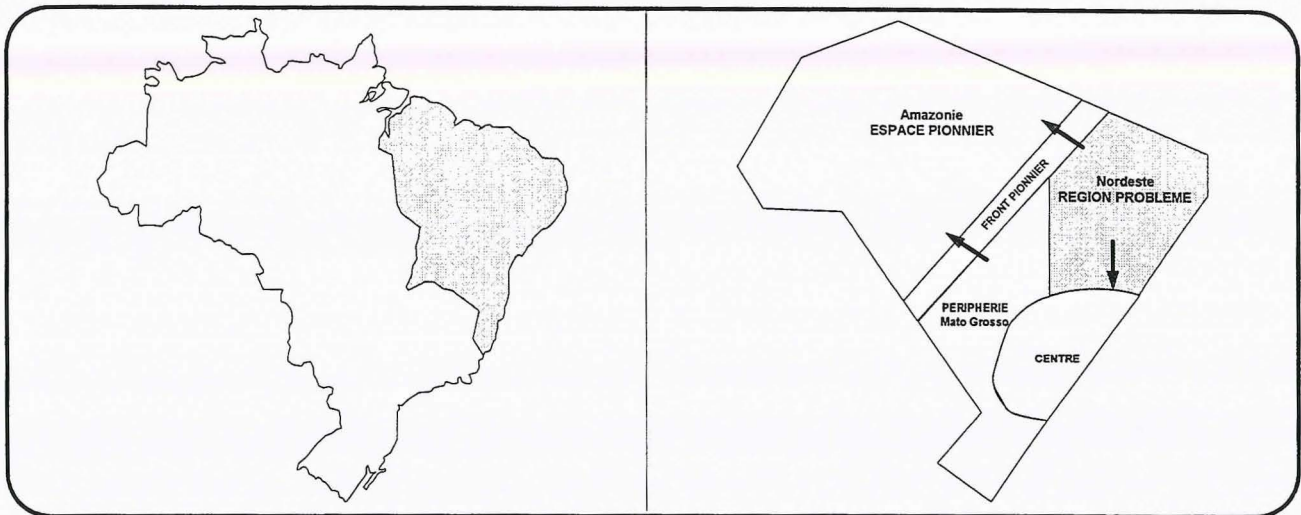 Amazonie
ESPACE PIONNIER
FRONT PIONNIER
Nordeste
REGION PROBLEME
PERIPHERIE
Mato Grosso
CENTRE